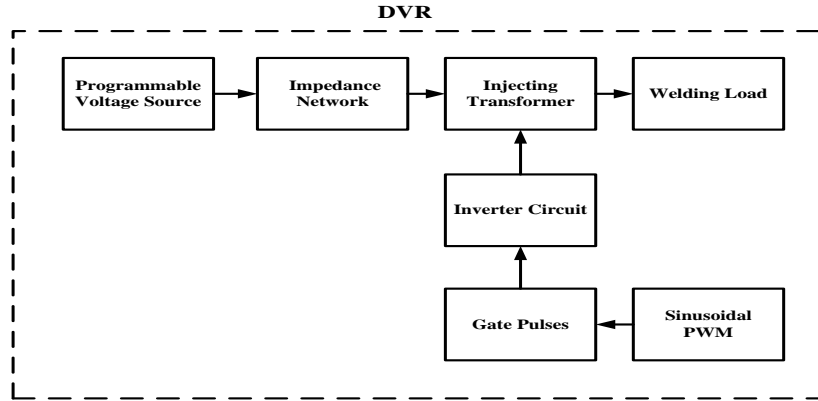 DVR
Programmable
Voltage Source
Impedance
Network
Injecting
Transformer
Welding Load
Inverter Circuit
Gate Pulses
Sinusoidal
PWM